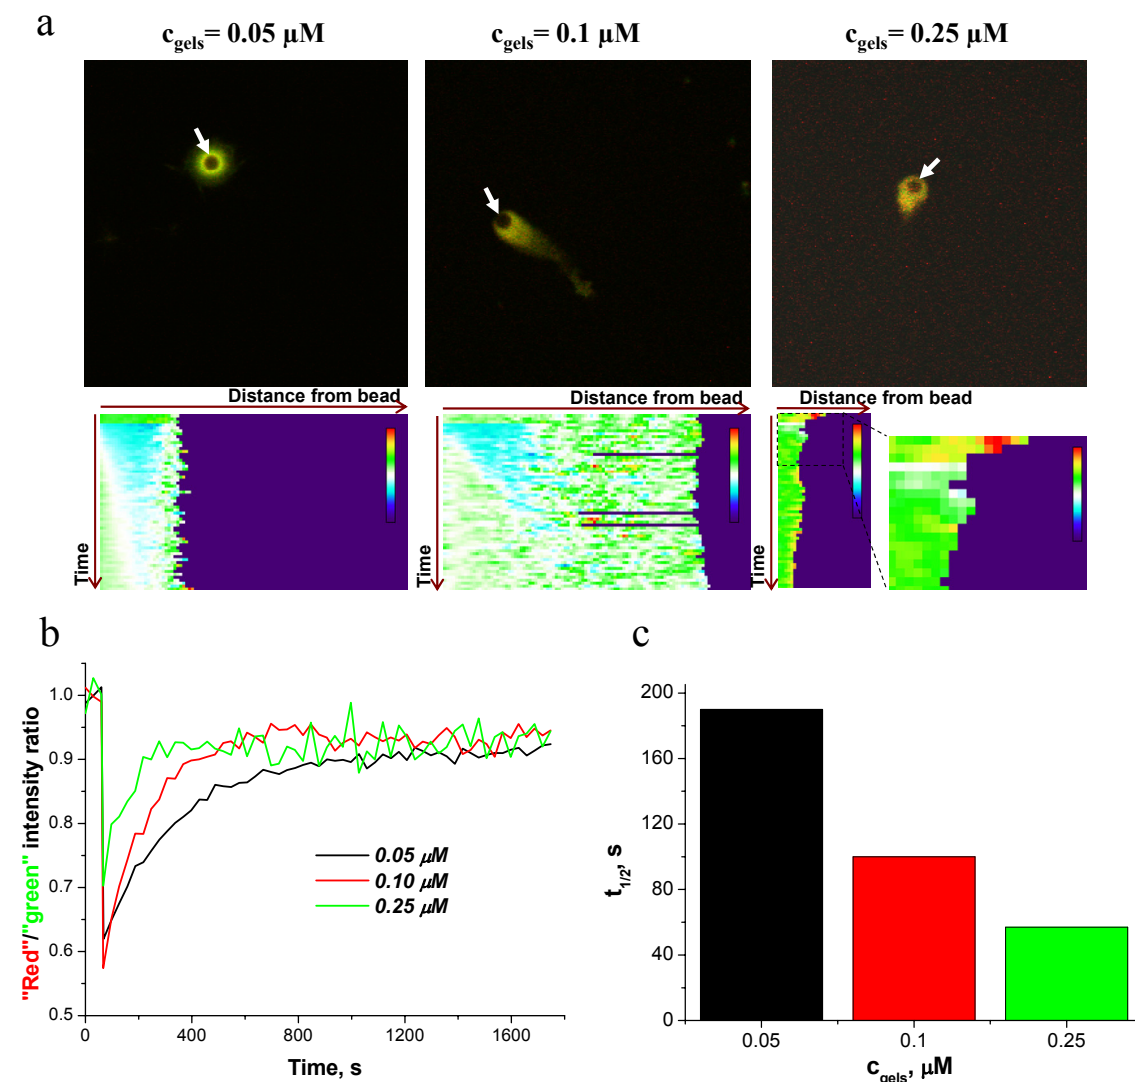 a
c_gels= 0.05 μM
c_gels= 0.1 μM
c_gels= 0.25 μM
Distance from bead
Distance from bead
Distance from bead
Time
Time
Time
b
"Red"/"green" intensity ratio
1.0
0.9
0.8
0.7
0.6
0.5
0.05 μM
0.10 μM
0.25 μM
0 400 800 1200 1600
Time, s
c
t_1/2, s
200
160
120
80
40
0
0.05 0.1 0.25
c_gels, μM